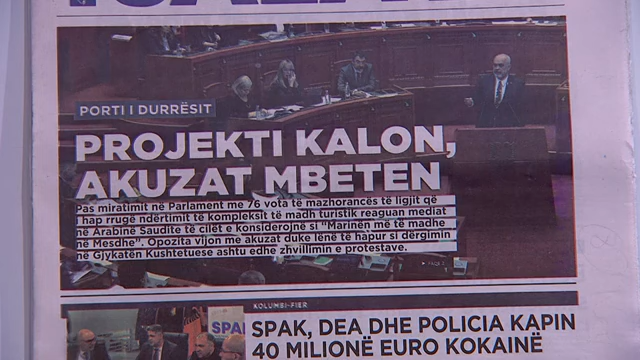 PORTI I DURRËSIT
PROJEKTI KALON,
AKUZAT MBETEN
Pas miratimit në Parlament me 76 vota të mazhorancës të ligjit që
i hap rrugë ndërtimit të kompleksit të madh turistik reaguan mediat
në Arabinë Saudite të cilët e konsiderojnë si "Marinën më të madhe
në Mesdhe". Opozita vijon me akuzat duke lënë të hapur si dërgimin
në Gjykatën Kushtetuese ashtu edhe zhvillimin e protestave.
KOLUMBI-FIER
SPAK
SPAK, DEA DHE POLICIA KAPIN
40 MILIONË EURO KOKAINË